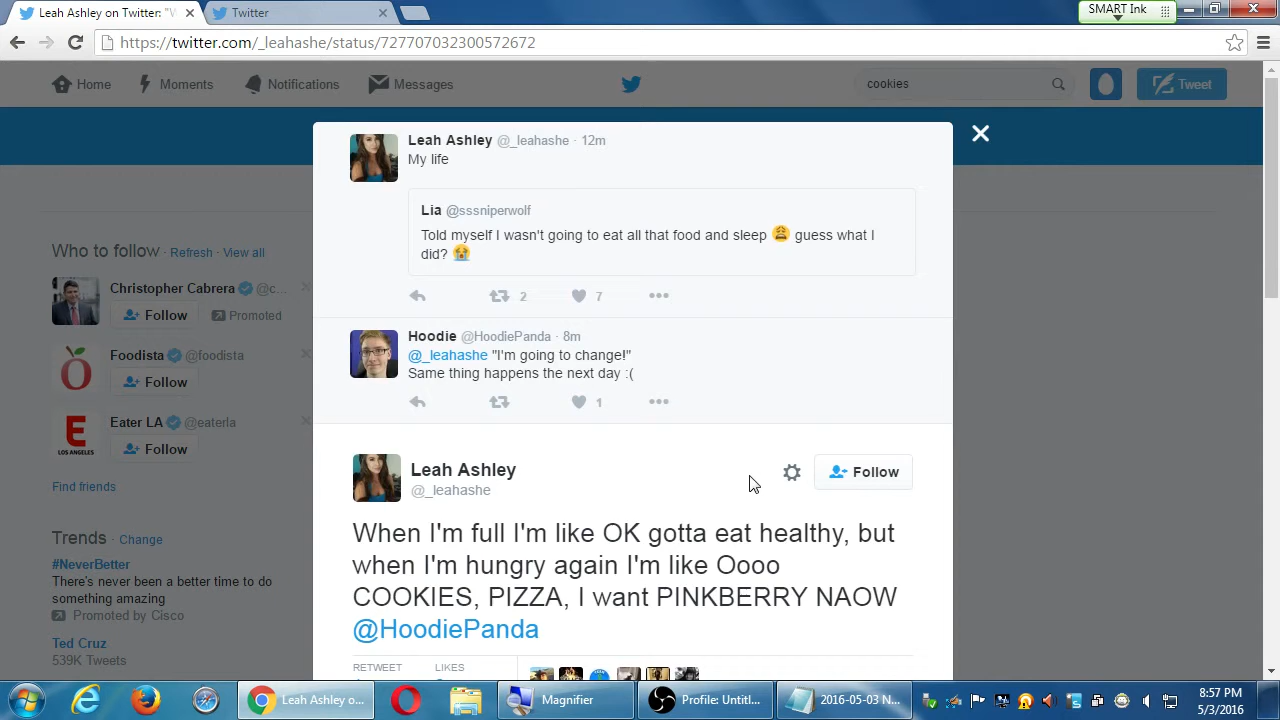 Leah Ashley on Twitter: "W
Twitter
SMART Ink
https://twitter.com/_leahashe/status/727707032300572672
Home
Moments
Notifications
Messages
cookies
Tweet
Leah Ashley @_leahashe · 12m
My life
Lia @sssniperwolf
Told myself I wasn't going to eat all that food and sleep 😩 guess what I
did? 😭
2
7
Hoodie @HoodiePanda · 8m
@_leahashe "I'm going to change!"
Same thing happens the next day :(
1
Leah Ashley
@_leahashe
Follow
When I'm full I'm like OK gotta eat healthy, but
when I'm hungry again I'm like Oooo
COOKIES, PIZZA, I want PINKBERRY NAOW
@HoodiePanda
RETWEET
LIKES
Who to follow · Refresh · View all
Christopher Cabrera @c...
Follow
Promoted
Foodista @foodista
Follow
Eater LA @eaterla
Follow
E
LOS ANGELES
Find friends
Trends · Change
#NeverBetter
There's never been a better time to do
something amazing
Promoted by Cisco
Ted Cruz
539K Tweets
Leah Ashley o...
Magnifier
Profile: Untitl...
2016-05-03 N...
8:57 PM
5/3/2016